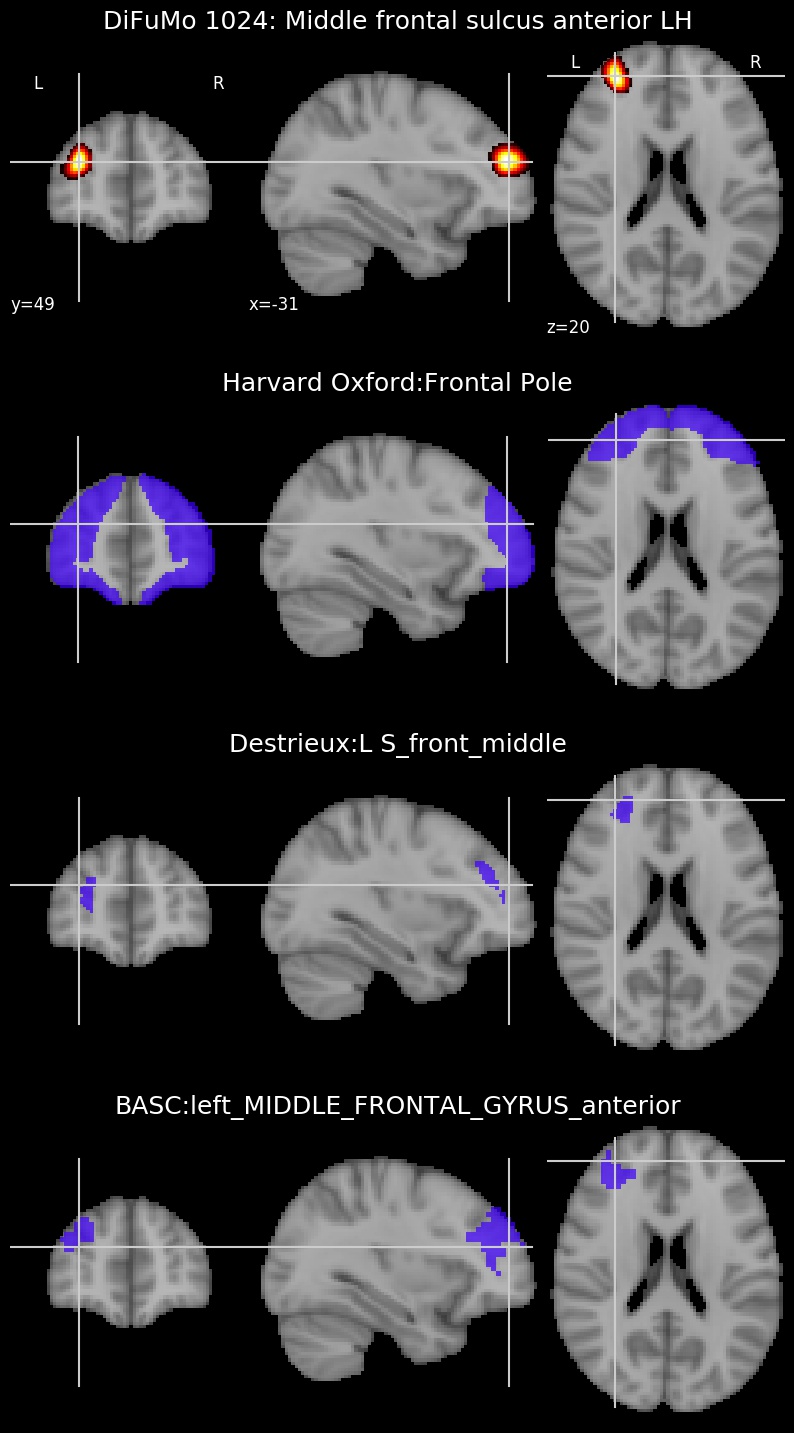 DiFuMo 1024: Middle frontal sulcus anterior LH
L
R
L
R
y=49
x=-31
z=20
Harvard Oxford:Frontal Pole
Destrieux:L S_front_middle
BASC:left_MIDDLE_FRONTAL_GYRUS_anterior